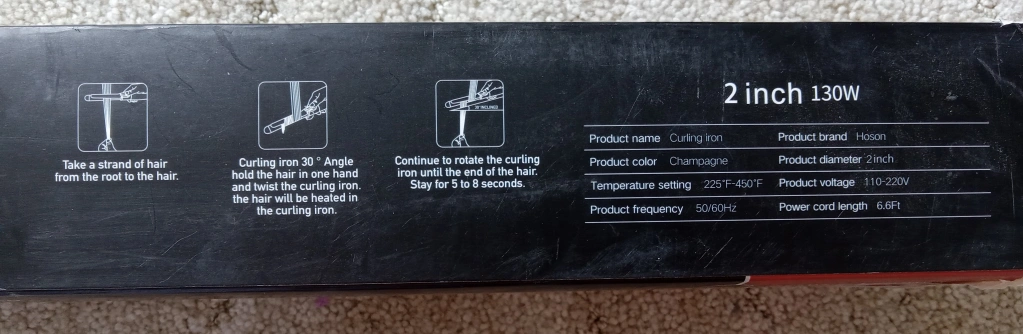 Take a strand of hair
from the root to the hair.
Curling iron 30 ° Angle
hold the hair in one hand
and twist the curling iron.
the hair will be heated in
the curling iron.
30°INCLINED
Continue to rotate the curling
iron until the end of the hair.
Stay for 5 to 8 seconds.
2 inch 130W
Product name Curling iron Product brand Hoson
Product color Champagne Product diameter 2inch
Temperature setting 225°F-450°F Product voltage 110-220V
Product frequency 50/60Hz Power cord length 6.6Ft